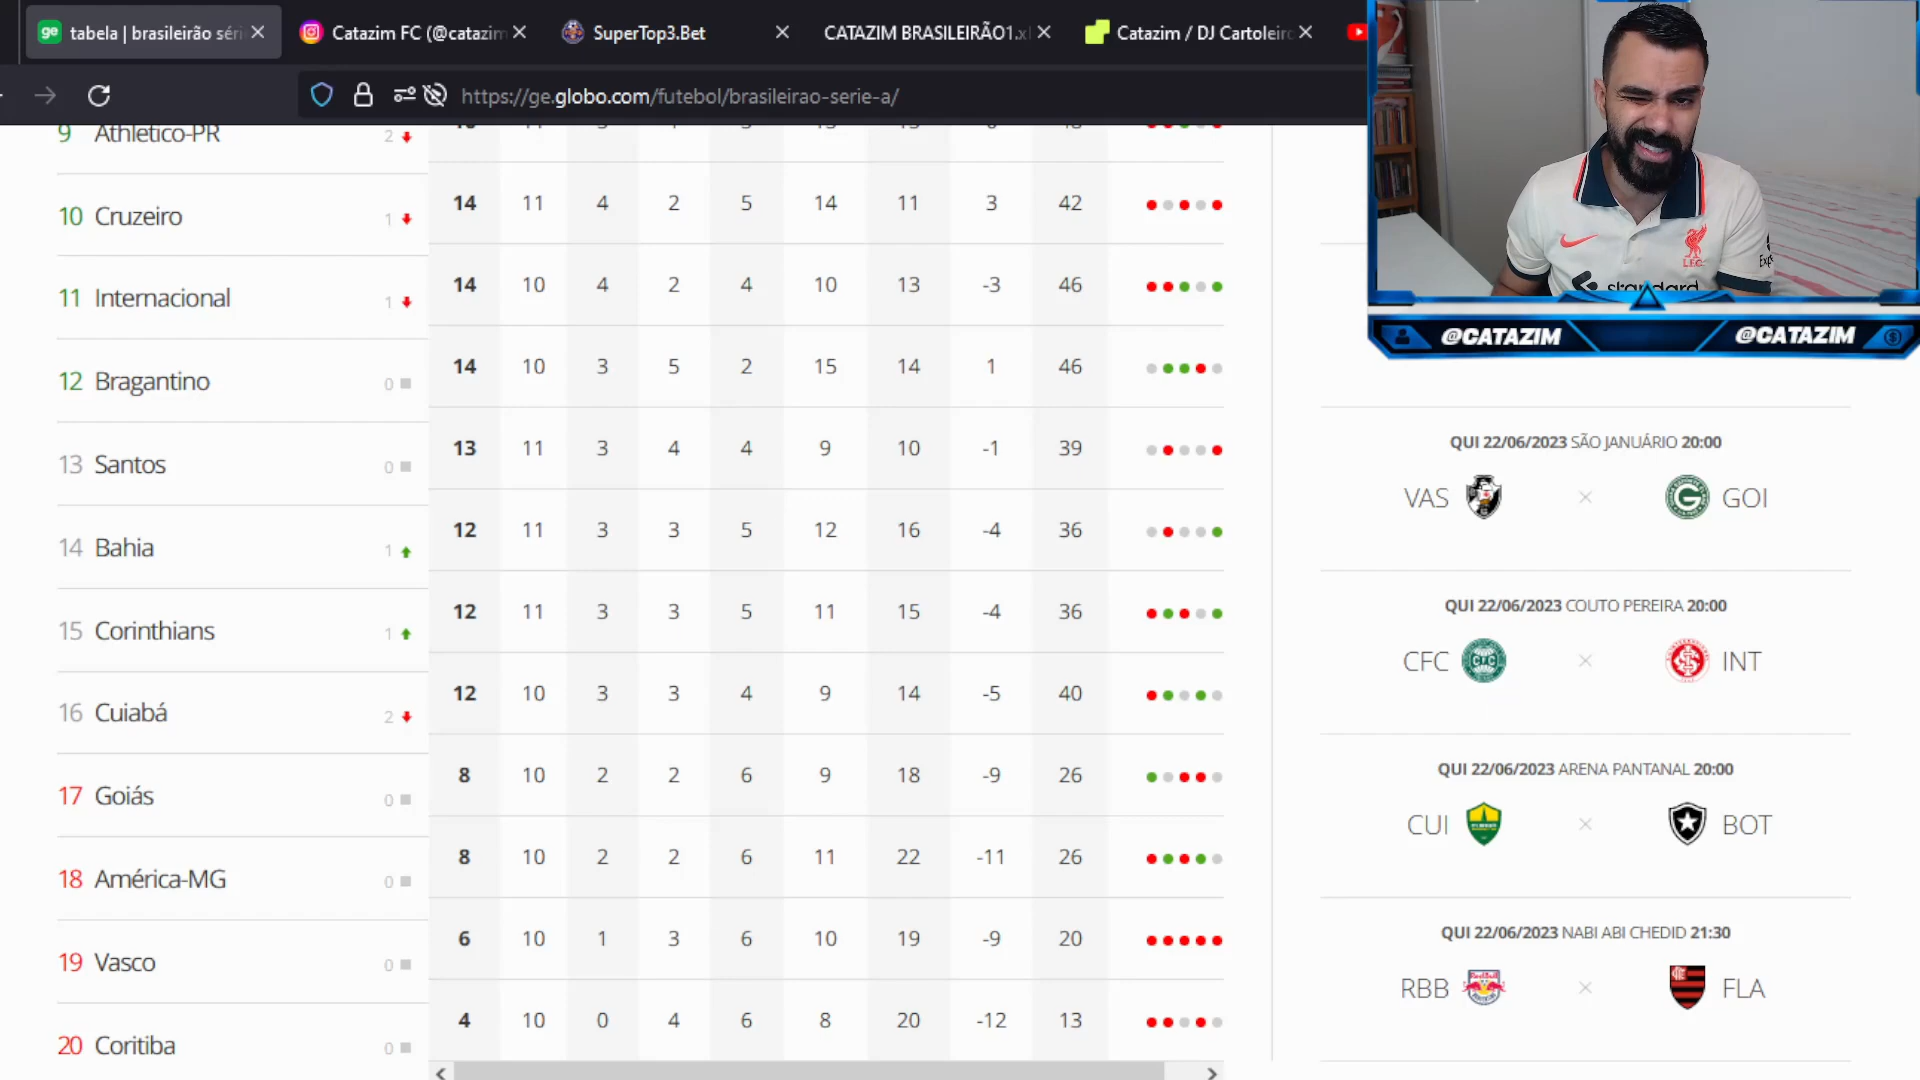 ge tabela | brasileirão séri
Catazim FC (@catazim
SuperTop3.Bet
CATAZIM BRASILEIRÃO1.xl
Catazim / DJ Cartoleiro
https://ge.globo.com/futebol/brasileirao-serie-a/
9 Athletico-PR 2
10 Cruzeiro 1 14 11 4 2 5 14 11 3 42
11 Internacional 1 14 10 4 2 4 10 13 -3 46
12 Bragantino 0 14 10 3 5 2 15 14 1 46
13 Santos 0 13 11 3 4 4 9 10 -1 39
14 Bahia 1 12 11 3 3 5 12 16 -4 36
15 Corinthians 1 12 11 3 3 5 11 15 -4 36
16 Cuiabá 2 12 10 3 3 4 9 14 -5 40
17 Goiás 0 8 10 2 2 6 9 18 -9 26
18 América-MG 0 8 10 2 2 6 11 22 -11 26
19 Vasco 0 6 10 1 3 6 10 19 -9 20
20 Coritiba 0 4 10 0 4 6 8 20 -12 13
L.F.C.
standard
@CATAZIM
@CATAZIM
QUI 22/06/2023 SÃO JANUÁRIO 20:00
VAS × GOI
QUI 22/06/2023 COUTO PEREIRA 20:00
CFC × INT
QUI 22/06/2023 ARENA PANTANAL 20:00
CUI × BOT
QUI 22/06/2023 NABI ABI CHEDID 21:30
RBB × FLA